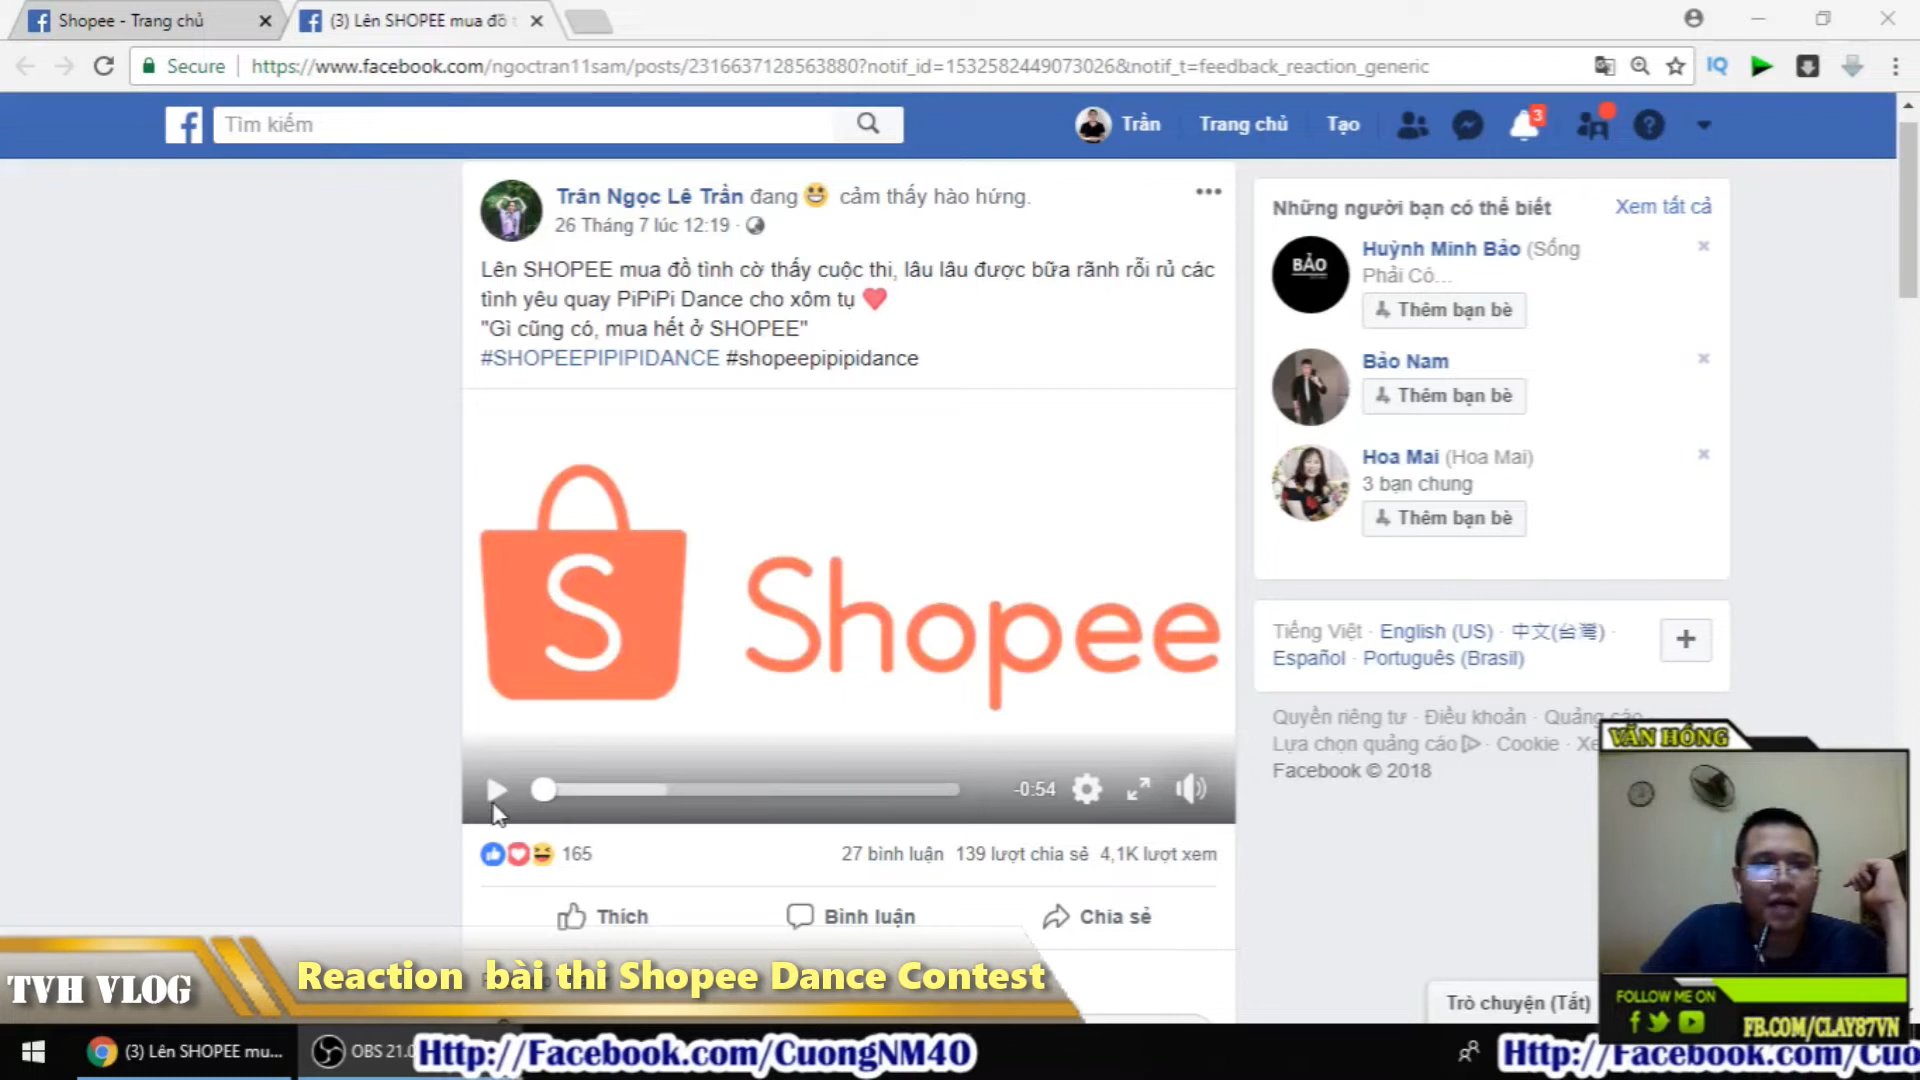 Shopee - Trang chủ
(3) Lên SHOPEE mua đồ t
Secure
https://www.facebook.com/ngoctran11sam/posts/2316637128563880?notif_id=1532582449073026&notif_t=feedback_reaction_generic
IQ
Tìm kiếm
Trần
Trang chủ
Tạo
3
Trân Ngọc Lê Trần đang 😀 cảm thấy hào hứng.
26 Tháng 7 lúc 12:19 ·
Lên SHOPEE mua đồ tình cờ thấy cuộc thi, lâu lâu được bữa rãnh rỗi rủ các
tình yêu quay PiPiPi Dance cho xôm tụ ❤
"Gì cũng có, mua hết ở SHOPEE"
#SHOPEEPIPIPIDANCE #shopeepipipidance
S
Shopee
-0:54
165
27 bình luận 139 lượt chia sẻ 4,1K lượt xem
Thích
Bình luận
Chia sẻ
Những người bạn có thể biết
Xem tất cả
BẢO
Huỳnh Minh Bảo (Sống
Phải Có...
Thêm bạn bè
Bảo Nam
Thêm bạn bè
Hoa Mai (Hoa Mai)
3 bạn chung
Thêm bạn bè
Tiếng Việt · English (US) · 中文(台灣) ·
Español · Português (Brasil)
Quyền riêng tư · Điều khoản · Quảng cáo
Lựa chọn quảng cáo · Cookie ·
Facebook © 2018
VĂN HỒNG
FOLLOW ME ON
FB.COM/CLAY87VN
Trò chuyện (Tắt)
TVH VLOG
Reaction bài thi Shopee Dance Contest
(3) Lên SHOPEE mu...
OBS 21.0
Http://Facebook.com/CuongNM40
Http://Facebook.com/Cuo